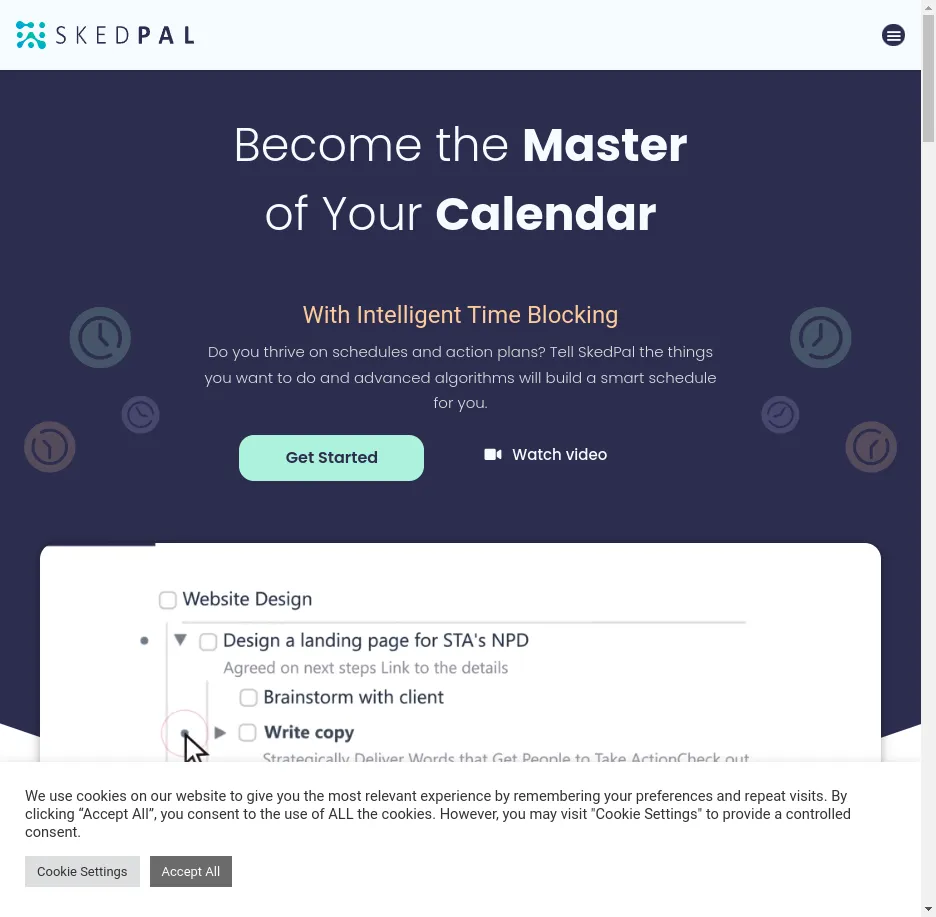 SKEDPAL
Become the Master
of Your Calendar
With Intelligent Time Blocking
Do you thrive on schedules and action plans? Tell SkedPal the things
you want to do and advanced algorithms will build a smart schedule
for you.
Get Started
Watch video
Website Design
Design a landing page for STA's NPD
Agreed on next steps Link to the details
Brainstorm with client
Write copy
Strategically Deliver Words that Get People to Take ActionCheck out
We use cookies on our website to give you the most relevant experience by remembering your preferences and repeat visits. By
clicking “Accept All”, you consent to the use of ALL the cookies. However, you may visit "Cookie Settings" to provide a controlled
consent.
Cookie Settings
Accept All